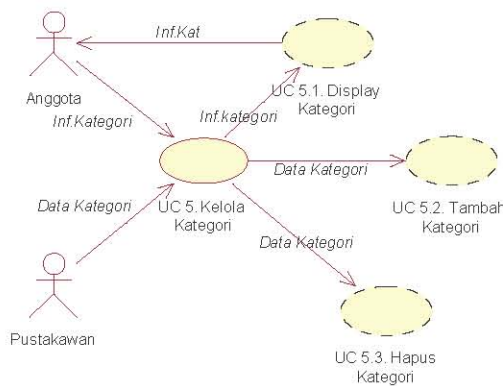 Inf.Kat
Anggota
UC 5.1. Display
Kategori
Inf.Kategori
Inf.kategori
Data Kategori
Data Kategori
UC 5. Kelola
Kategori
UC 5.2. Tambah
Kategori
Data Kategori
Pustakawan
UC 5.3. Hapus
Kategori